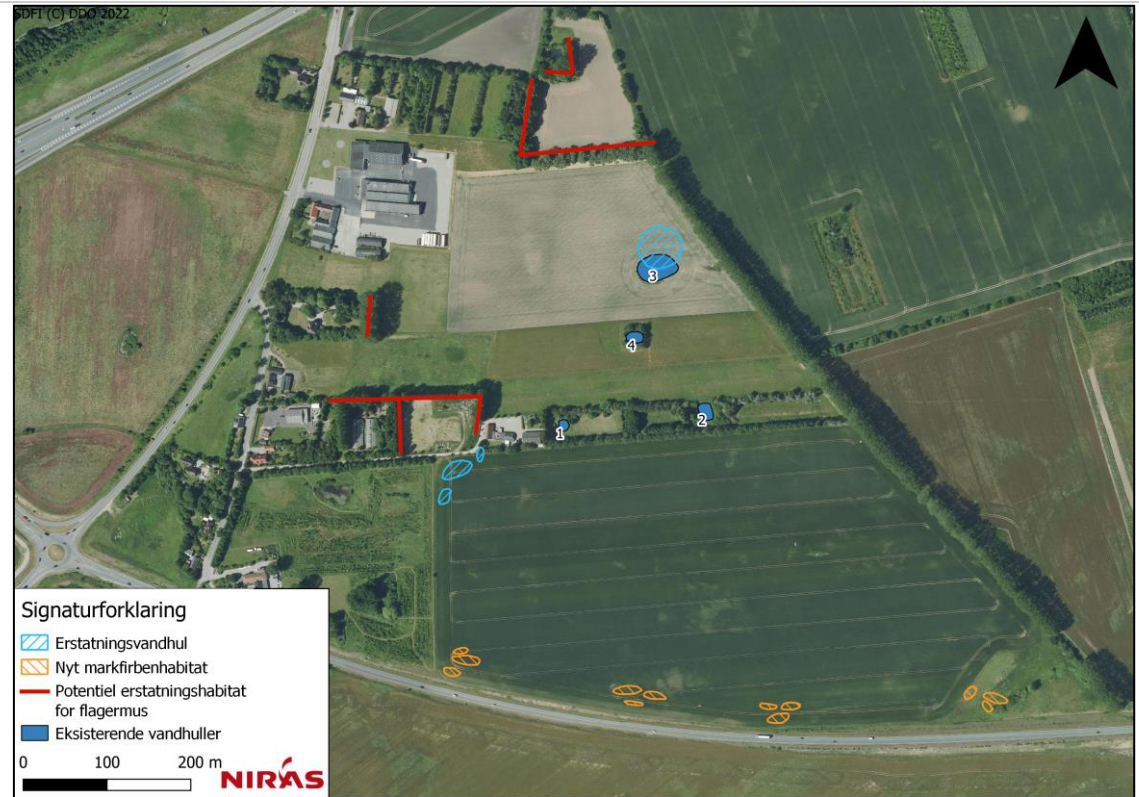 SDFI (C) DDO 2022
3
4
1
2
Signaturforklaring
Erstatningsvandhul
Nyt markfirbenhabitat
Potentiel erstatningshabitat
for flagermus
Eksisterende vandhuller
0 100 200 m
NIRAS